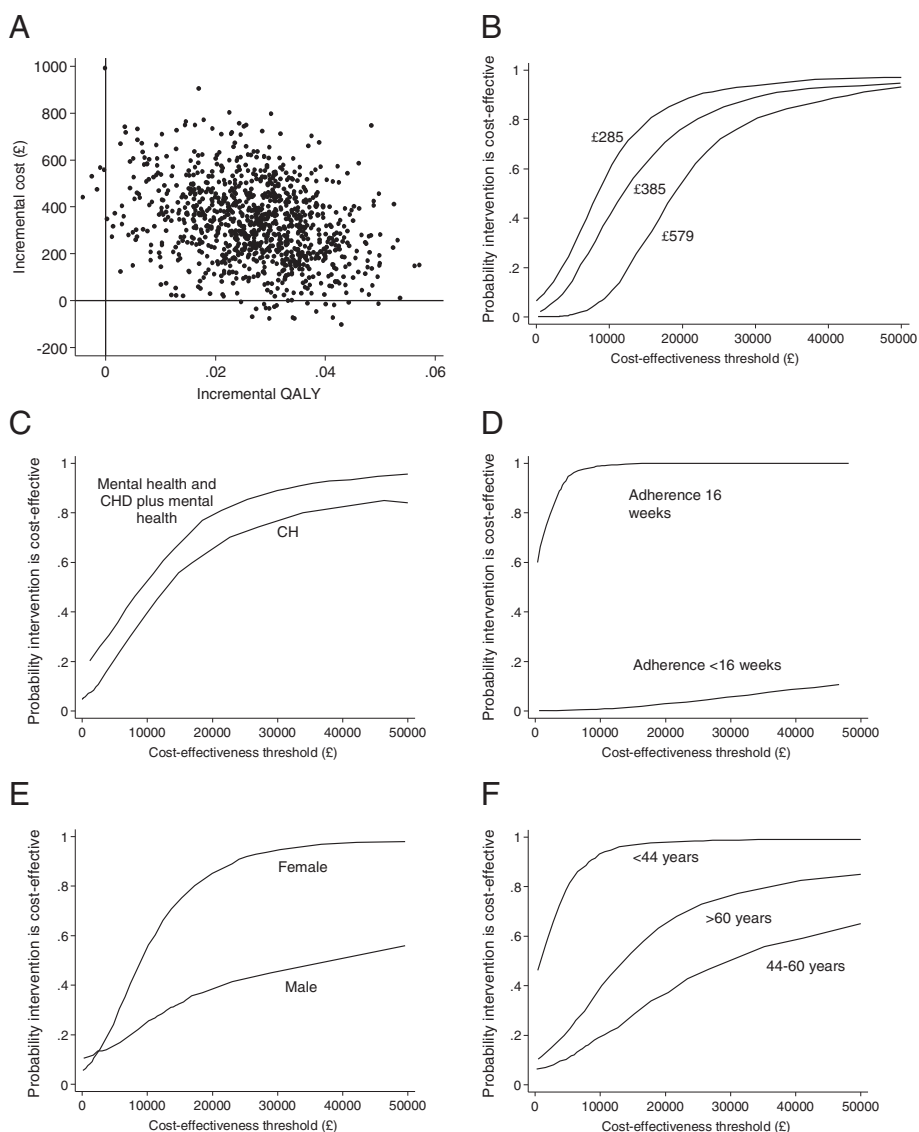 A
1000
800
600
400
200
0
-200
Incremental cost (£)
0
.02
.04
.06
Incremental QALY
B
1
.8
.6
.4
.2
0
Probability intervention is cost-effective
£285
£385
£579
0
10000
20000
30000
40000
50000
Cost-effectiveness threshold (£)
C
1
.8
.6
.4
.2
0
Probability intervention is cost-effective
Mental health and
CHD plus mental
health
CH
0
10000
20000
30000
40000
50000
Cost-effectiveness threshold (£)
D
1
.8
.6
.4
.2
0
Probability intervention is cost-effective
Adherence 16
weeks
Adherence <16 weeks
0
10000
20000
30000
40000
50000
Cost-effectiveness threshold (£)
E
1
.8
.6
.4
.2
0
Probability intervention is cost-effective
Female
Male
0
10000
20000
30000
40000
50000
Cost-effectiveness threshold (£)
F
1
.8
.6
.4
.2
0
Probability intervention is cost-effective
<44 years
>60 years
44-60 years
0
10000
20000
30000
40000
50000
Cost-effectiveness threshold (£)